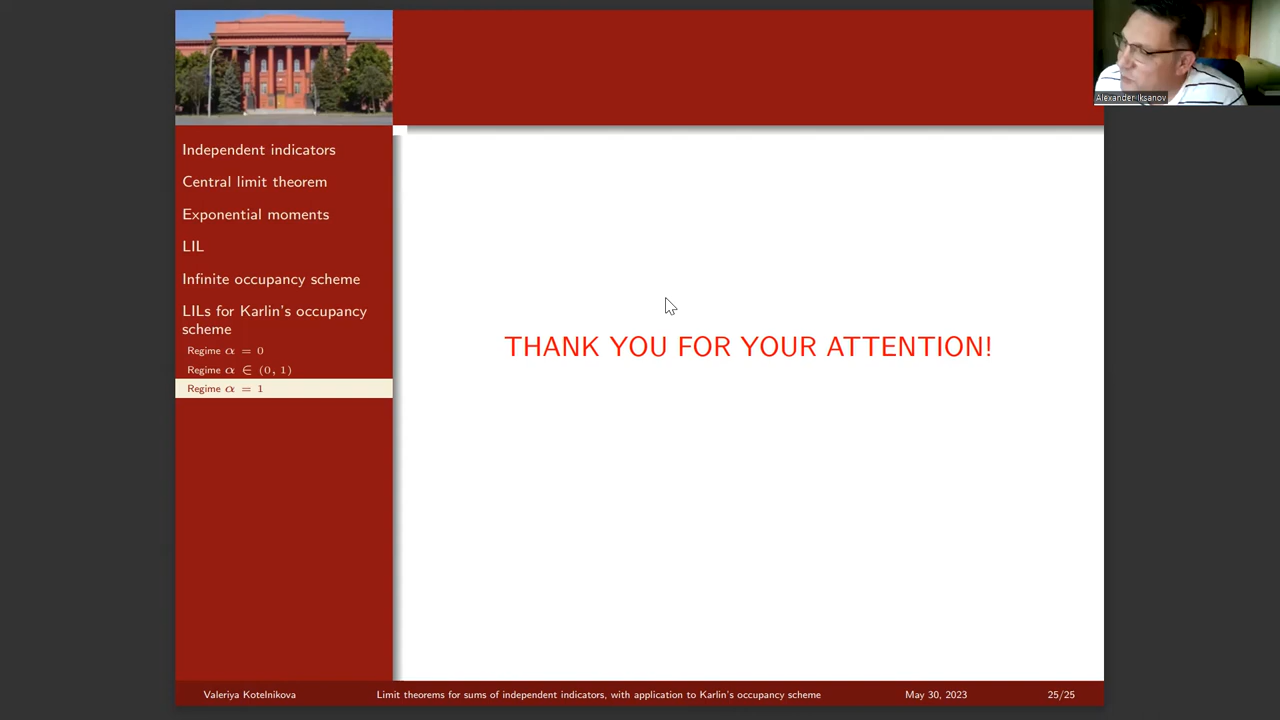 Alexander Iksanov
Independent indicators
Central limit theorem
Exponential moments
LIL
Infinite occupancy scheme
LILs for Karlin's occupancy
scheme
Regime α = 0
Regime α ∈ (0, 1)
Regime α = 1
THANK YOU FOR YOUR ATTENTION!
Valeriya Kotelnikova
Limit theorems for sums of independent indicators, with application to Karlin's occupancy scheme
May 30, 2023
25/25